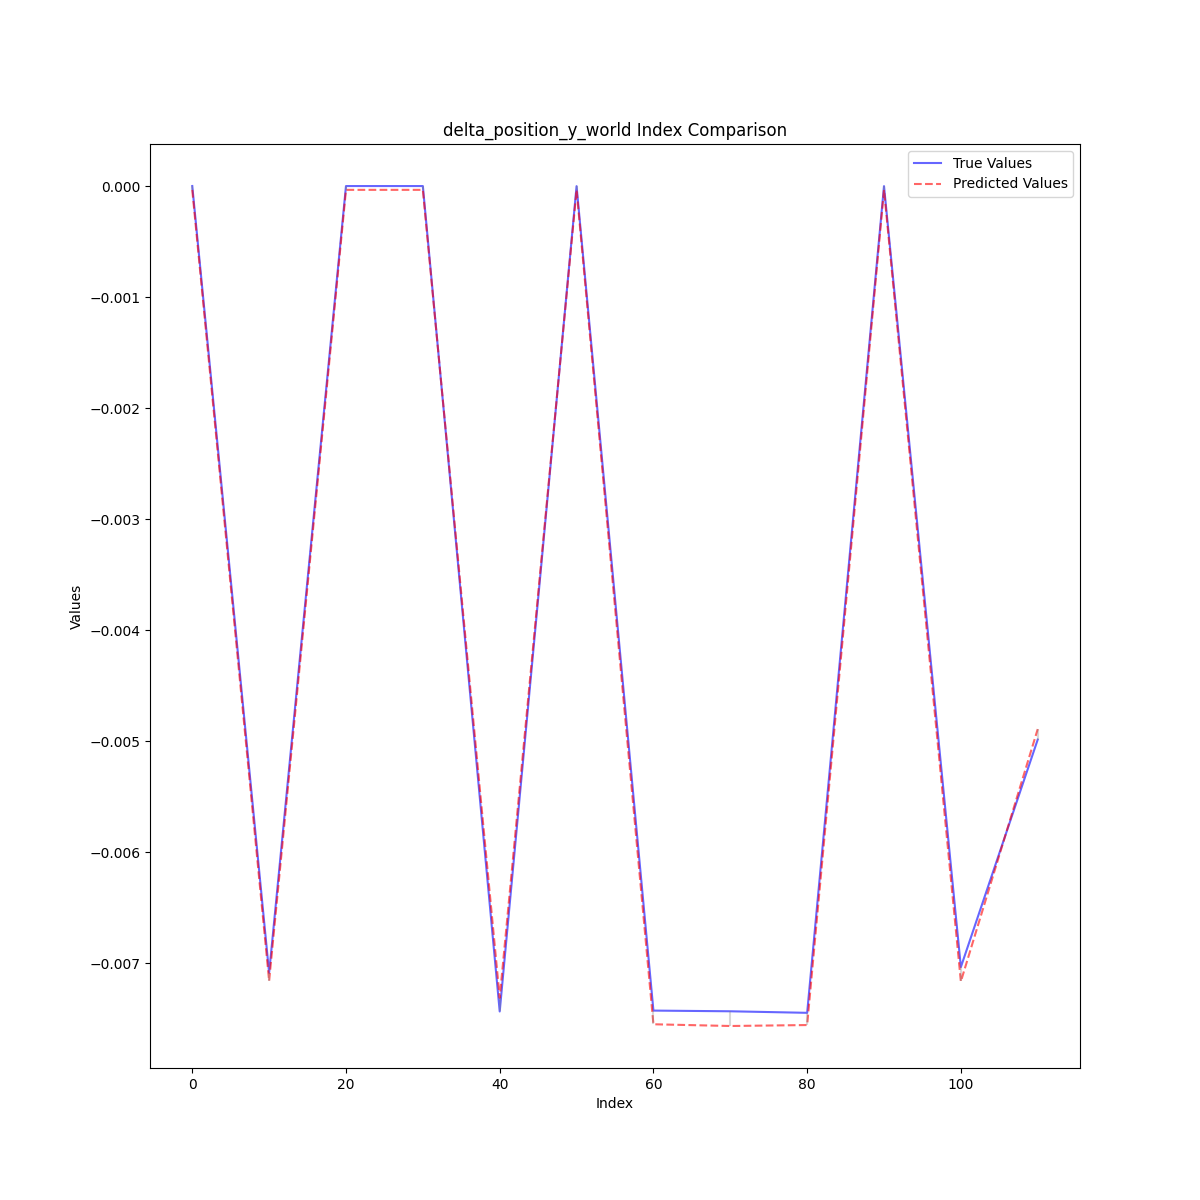 delta_position_y_world Index Comparison
True Values
Predicted Values
0.000
−0.001
−0.002
−0.003
−0.004
−0.005
−0.006
−0.007
Values
0 20 40 60 80 100
Index